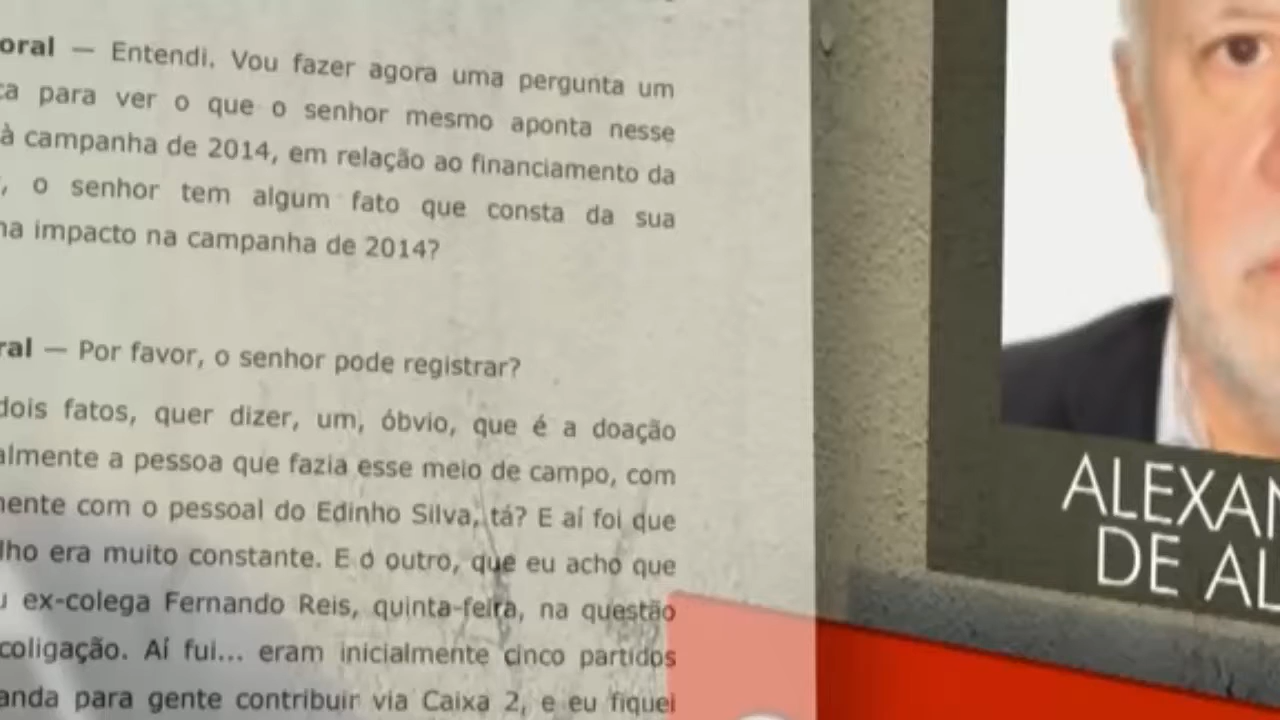 oral — Entendi. Vou fazer agora uma pergunta um
ça para ver o que o senhor mesmo aponta nesse
à campanha de 2014, em relação ao financiamento da
, o senhor tem algum fato que consta da sua
ha impacto na campanha de 2014?
ral — Por favor, o senhor pode registrar?
dois fatos, quer dizer, um, óbvio, que é a doação
almente a pessoa que fazia esse meio de campo, com
mente com o pessoal do Edinho Silva, tá? E aí foi que
lho era muito constante. E o outro, que eu acho que
u ex-colega Fernando Reis, quinta-feira, na questão
coligação. Aí fui... eram inicialmente cinco partidos
anda para gente contribuir via Caixa 2, e eu fiquei
ALEXAN
DE AL